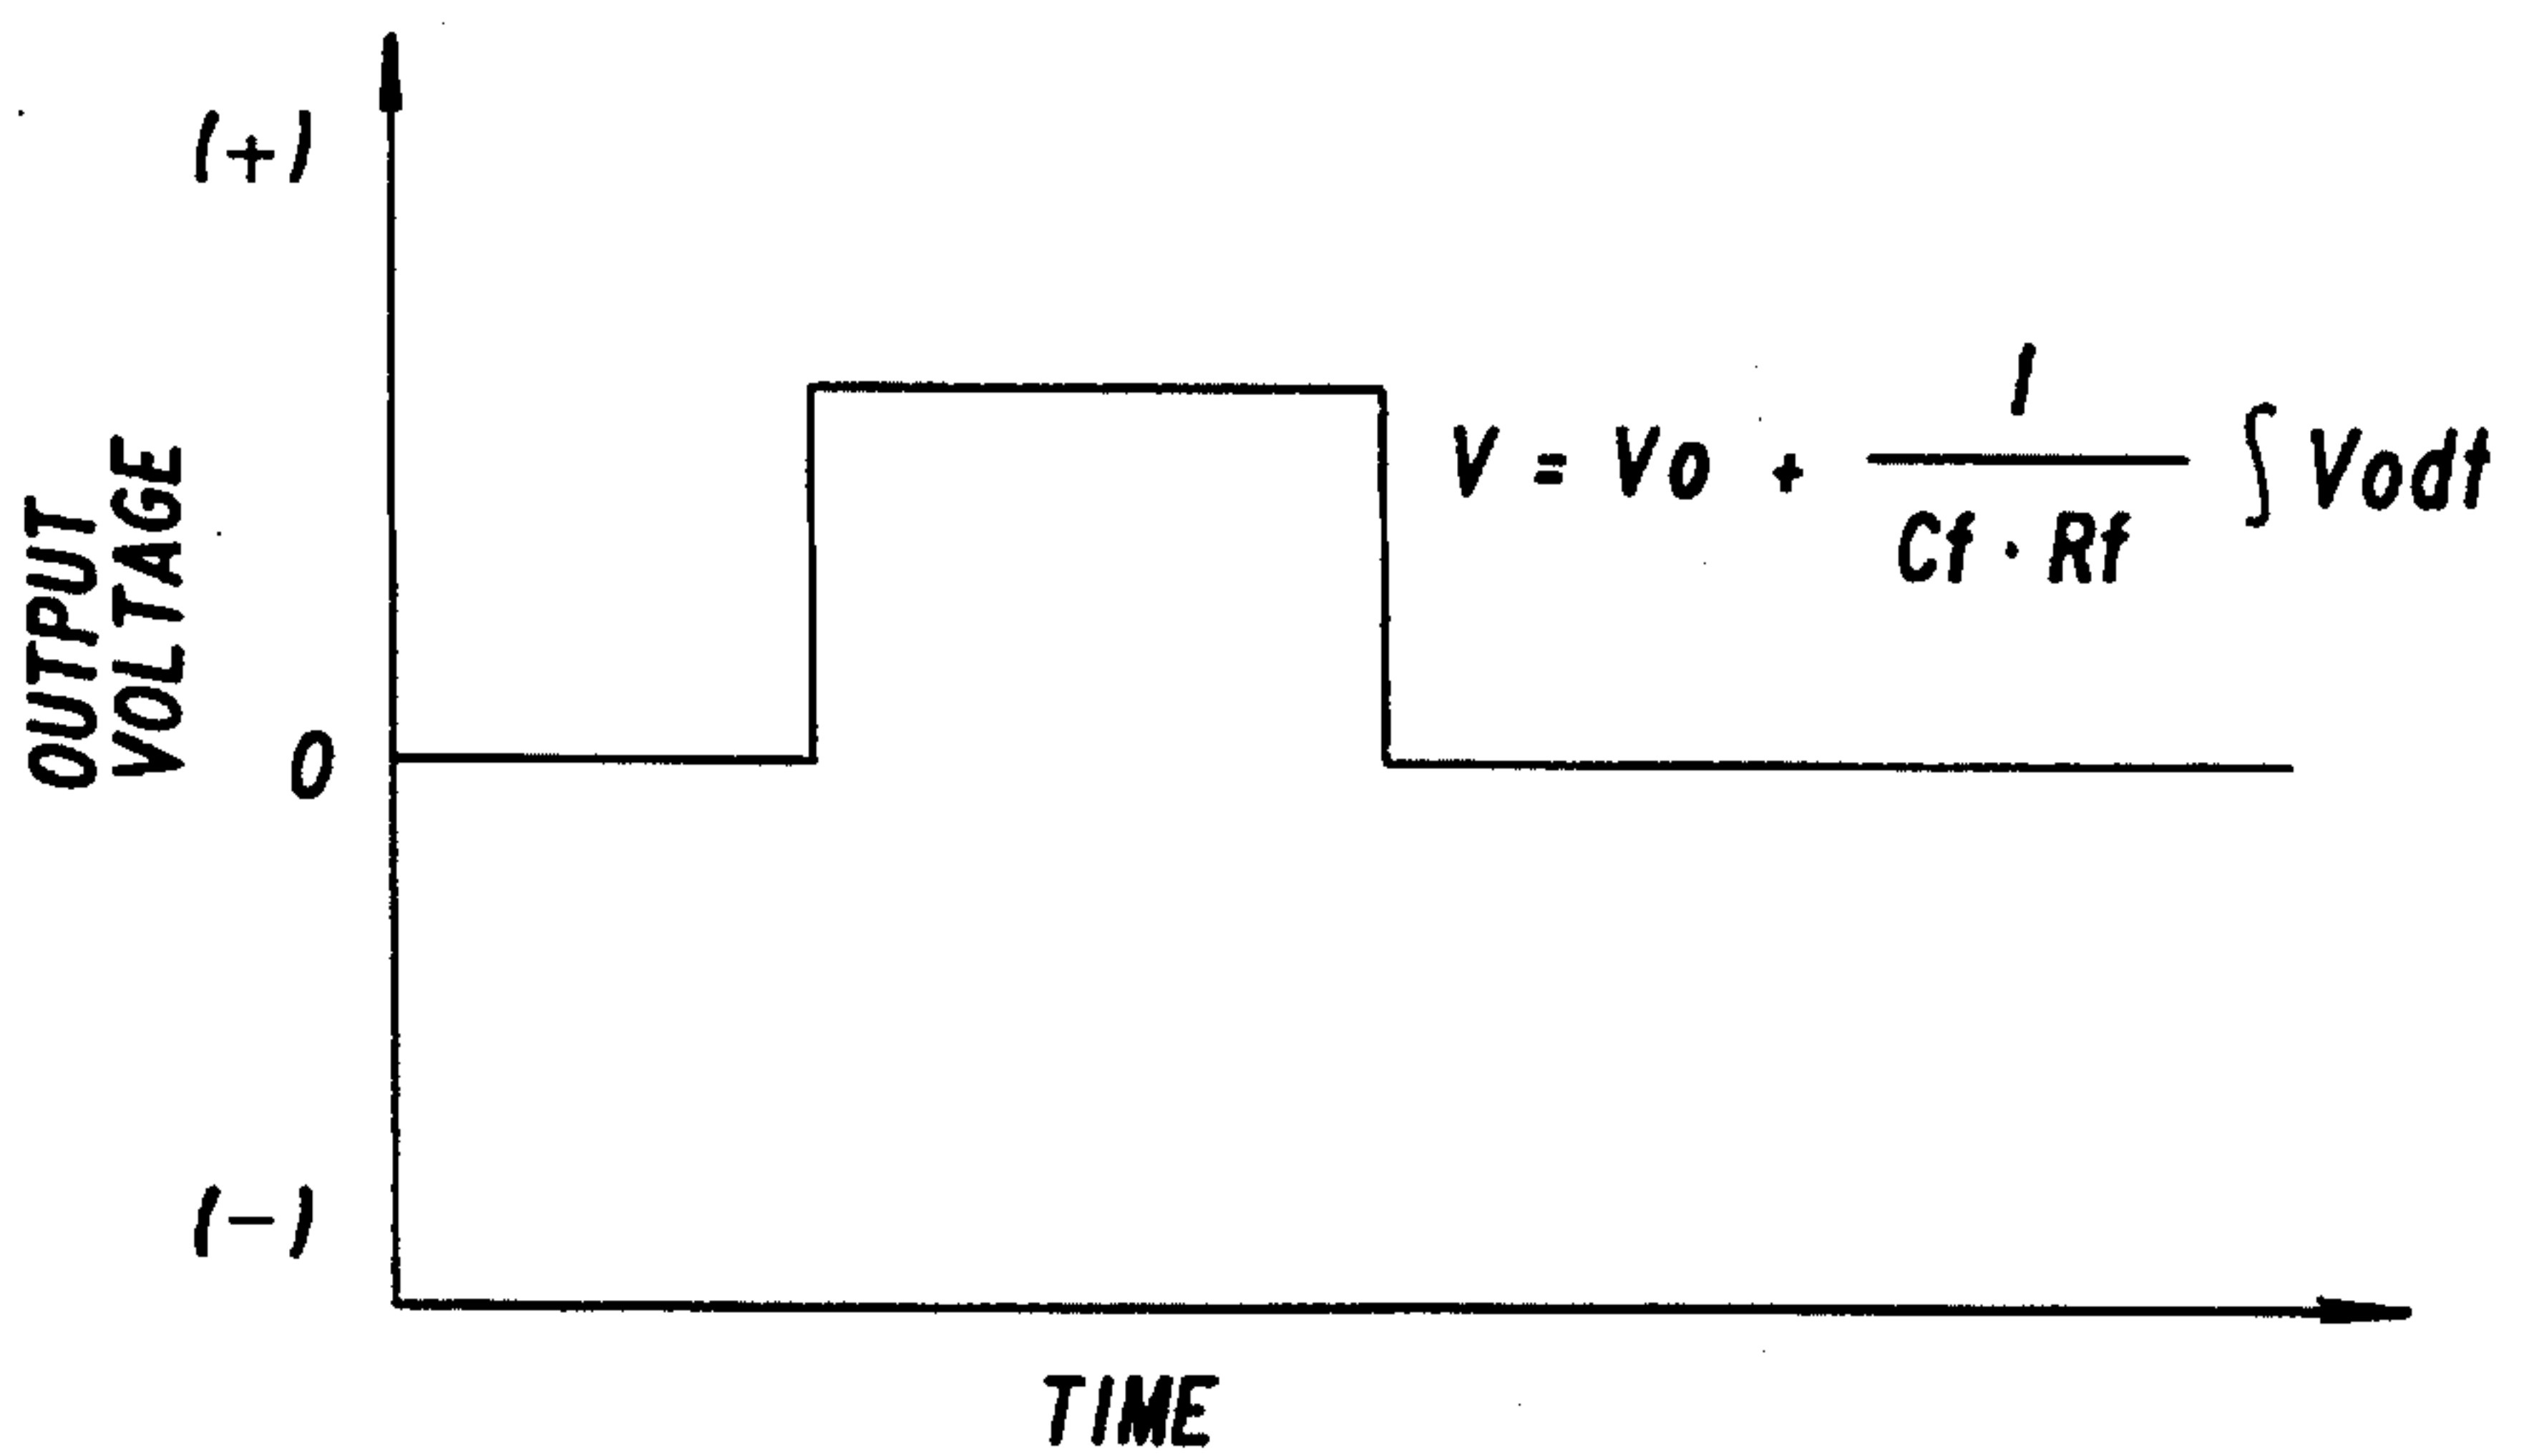 (+)
OUTPUT
VOLTAGE
0
(-)
V = Vo + 1 / Cf · Rf ∫ Vodt
TIME